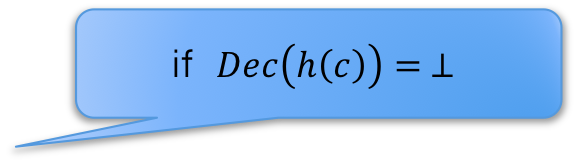 if Dec(h(c)) = ⊥